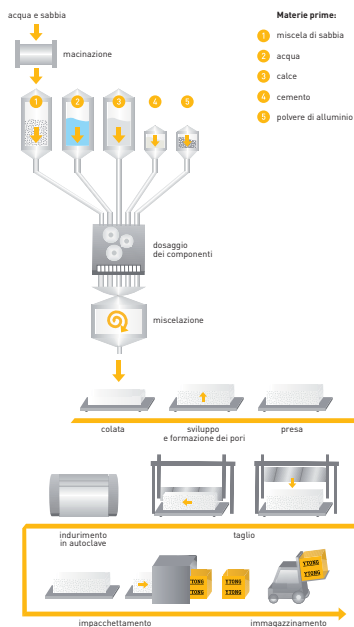 acqua e sabbia
macinazione
Materie prime:
1 miscela di sabbia
2 acqua
3 calce
4 cemento
5 polvere di alluminio
1 2 3 4 5
dosaggio
dei componenti
miscelazione
colata
sviluppo
e formazione dei pori
presa
indurimento
in autoclave
taglio
YTONG
YTONG
YTONG
YTONG
YTONG
YTONG
impacchettamento
immagazzinamento